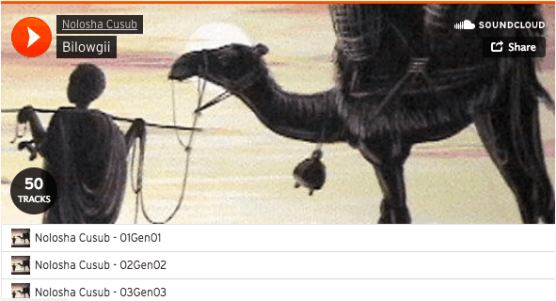 Nolosha Cusub
SOUNDCLOUD
Bilowgii
Share
50
TRACKS
Nolosha Cusub - 01Gen01
Nolosha Cusub - 02Gen02
Nolosha Cusub - 03Gen03